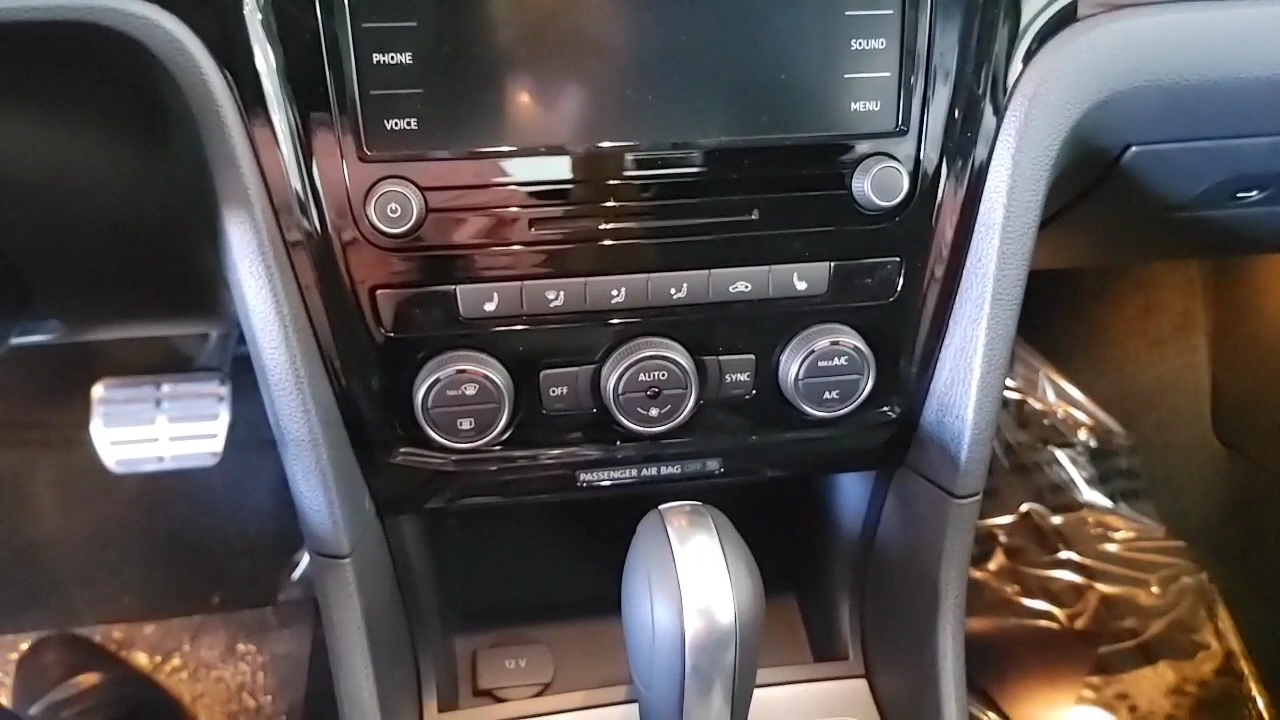 PHONE
SOUND
VOICE
MENU
MAX
OFF
AUTO
SYNC
MAX A/C
A/C
PASSENGER AIR BAG OFF
12 V